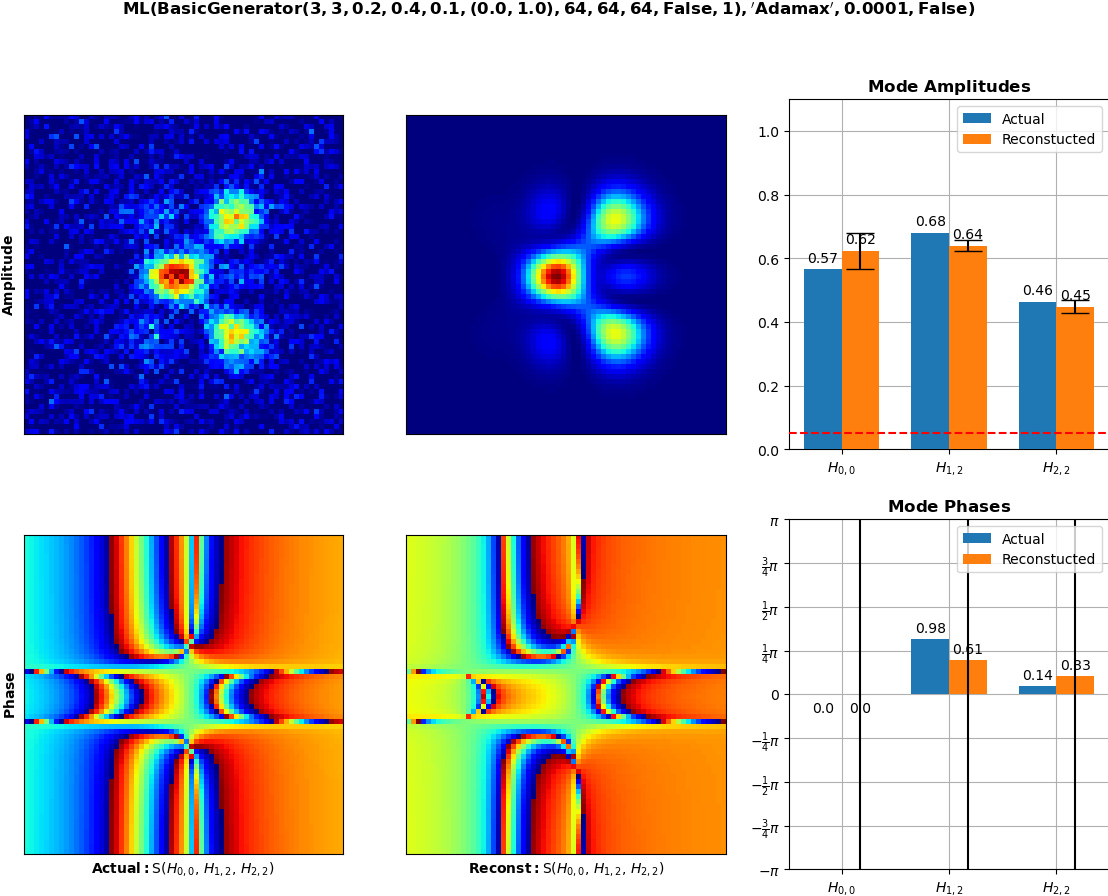 ML(BasicGenerator(3, 3, 0.2, 0.4, 0.1, (0.0, 1.0), 64, 64, 64, False, 1), 'Adamax', 0.0001, False)
Amplitude
Mode Amplitudes
Actual
Reconstucted
1.0
0.8
0.6
0.4
0.2
0.0
0.57
0.62
0.68
0.64
0.46
0.45
H0,0
H1,2
H2,2
Phase
Actual: S(H0,0, H1,2, H2,2)
Reconst: S(H0,0, H1,2, H2,2)
Mode Phases
Actual
Reconstucted
π
3/4π
1/2π
1/4π
0
−1/4π
−1/2π
−3/4π
−π
0.0
0.0
0.98
0.61
0.14
0.33
H0,0
H1,2
H2,2